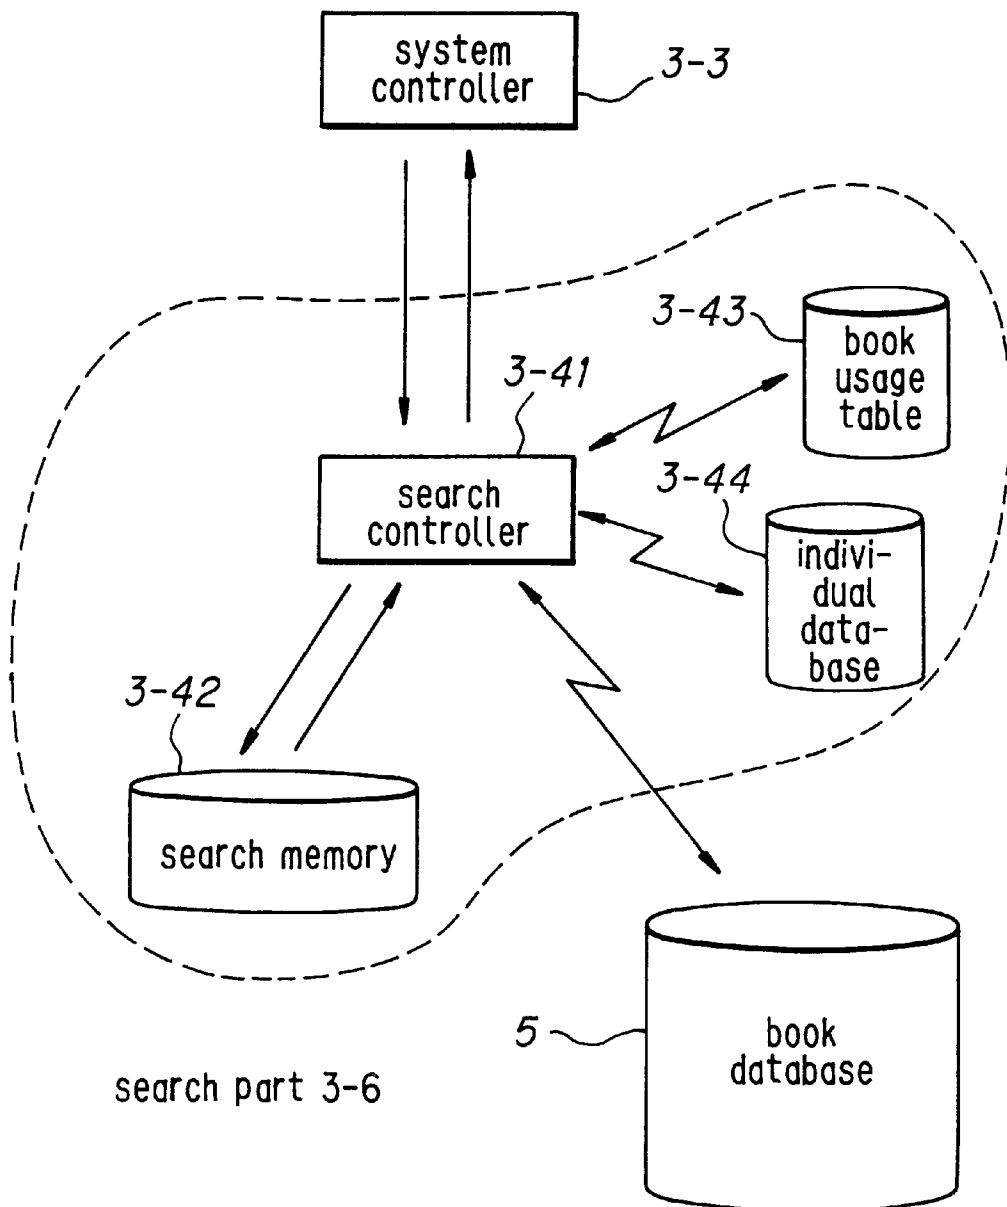 system
controller
3-3
3-43
book
usage
table
3-41
search
controller
3-44
indivi-
dual
data-
base
3-42
search memory
5
book
database
search part 3-6